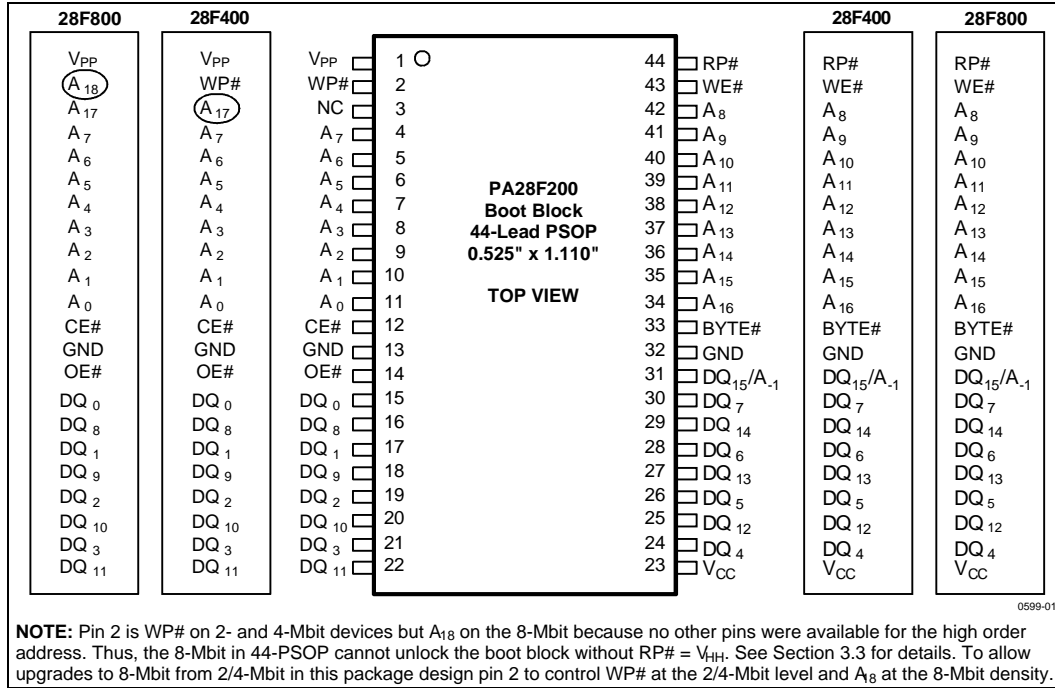 28F800 28F400 28F400 28F800
VPP VPP VPP 1 44 RP# RP# RP#
A18 WP# WP# 2 43 WE# WE# WE#
A17 A17 NC 3 42 A8 A8 A8
A7 A7 A7 4 41 A9 A9 A9
A6 A6 A6 5 40 A10 A10 A10
A5 A5 A5 6 39 A11 A11 A11
A4 A4 A4 7 38 A12 A12 A12
A3 A3 A3 8 37 A13 A13 A13
A2 A2 A2 9 36 A14 A14 A14
A1 A1 A1 10 35 A15 A15 A15
A0 A0 A0 11 34 A16 A16 A16
CE# CE# CE# 12 33 BYTE# BYTE# BYTE#
GND GND GND 13 32 GND GND GND
OE# OE# OE# 14 31 DQ15/A-1 DQ15/A-1 DQ15/A-1
DQ0 DQ0 DQ0 15 30 DQ7 DQ7 DQ7
DQ8 DQ8 DQ8 16 29 DQ14 DQ14 DQ14
DQ1 DQ1 DQ1 17 28 DQ6 DQ6 DQ6
DQ9 DQ9 DQ9 18 27 DQ13 DQ13 DQ13
DQ2 DQ2 DQ2 19 26 DQ5 DQ5 DQ5
DQ10 DQ10 DQ10 20 25 DQ12 DQ12 DQ12
DQ3 DQ3 DQ3 21 24 DQ4 DQ4 DQ4
DQ11 DQ11 DQ11 22 23 VCC VCC VCC
PA28F200
Boot Block
44-Lead PSOP
0.525" x 1.110"
TOP VIEW
0599-01
NOTE: Pin 2 is WP# on 2- and 4-Mbit devices but A18 on the 8-Mbit because no other pins were available for the high order
address. Thus, the 8-Mbit in 44-PSOP cannot unlock the boot block without RP# = VHH. See Section 3.3 for details. To allow
upgrades to 8-Mbit from 2/4-Mbit in this package design pin 2 to control WP# at the 2/4-Mbit level and A18 at the 8-Mbit density.